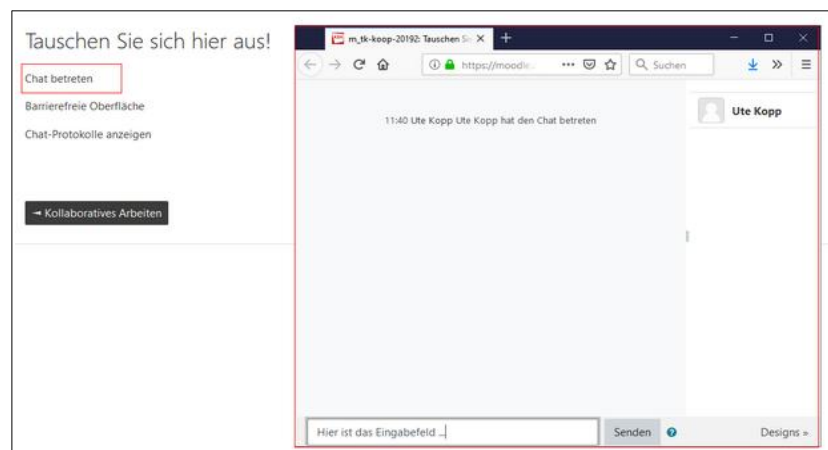 Tauschen Sie sich hier aus!
Chat betreten
Barrierefreie Oberfläche
Chat-Protokolle anzeigen
⊸ Kollaboratives Arbeiten
m_tk-koop-20192: Tauschen Si
https://moodle.
Suchen
11:40 Ute Kopp Ute Kopp hat den Chat betreten
Ute Kopp
Hier ist das Eingabefeld ...
Senden
Designs »